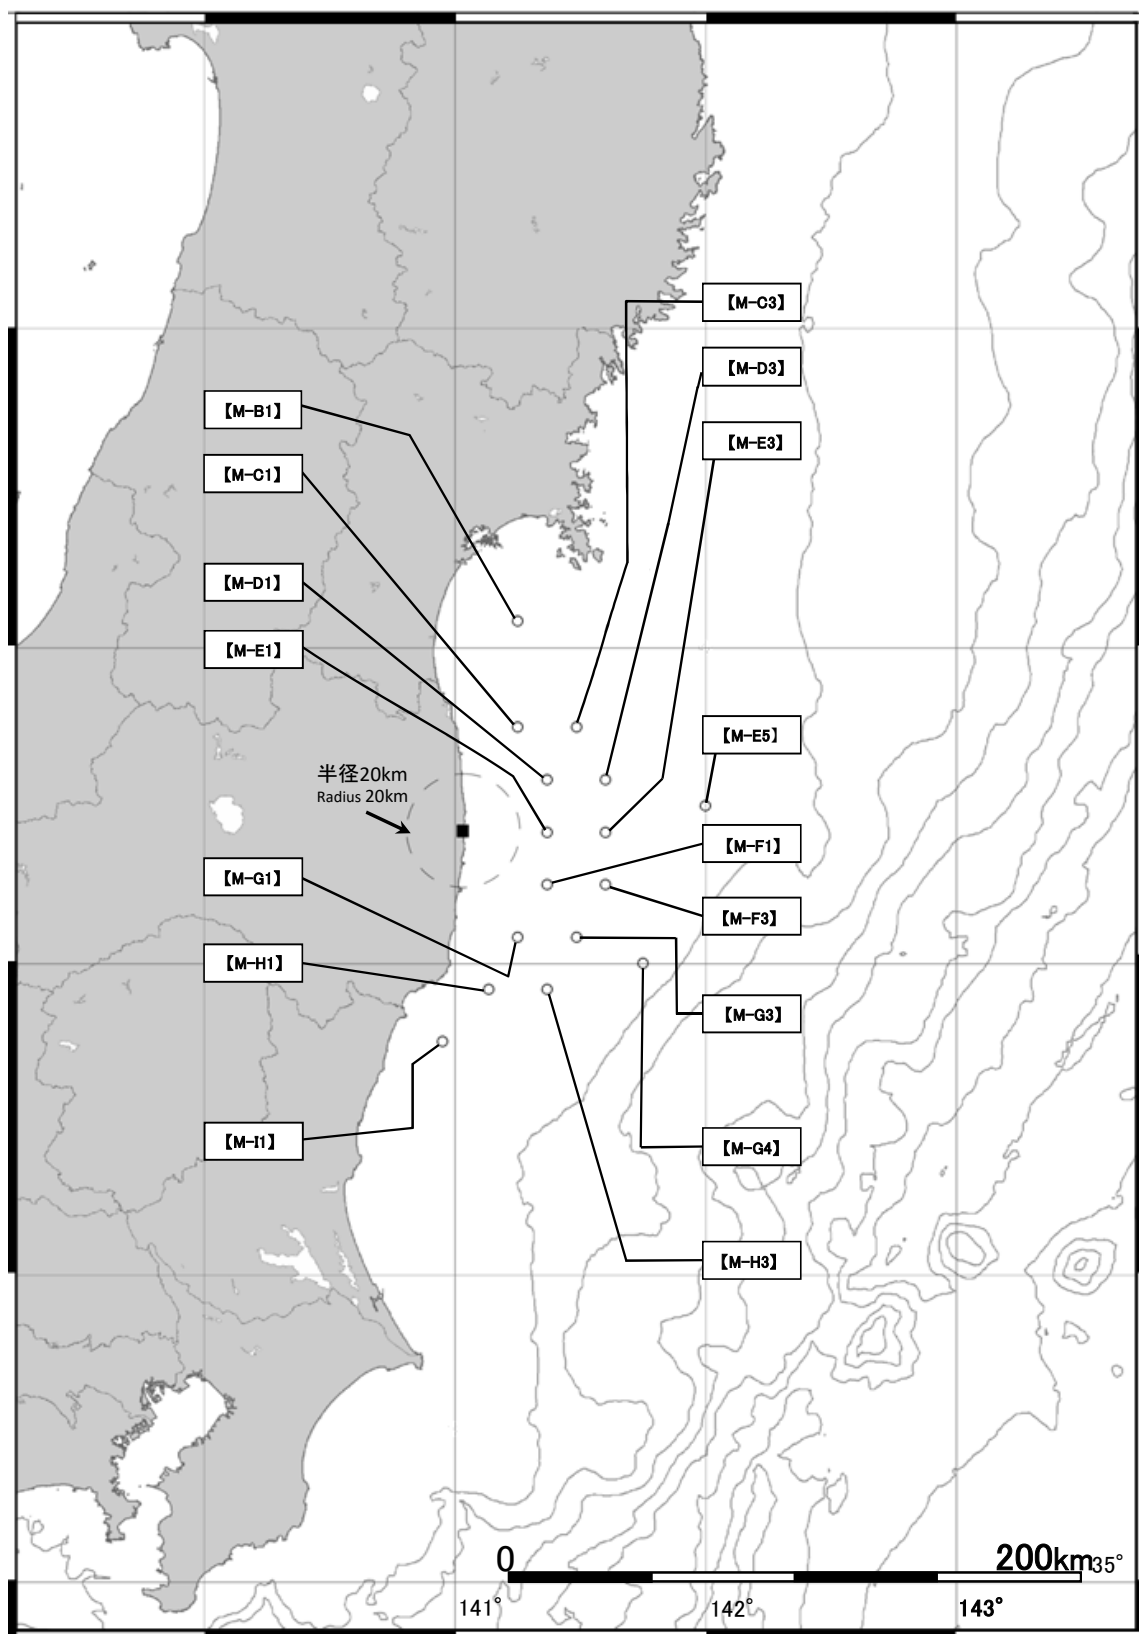 【M-C3】
【M-D3】
【M-B1】
【M-E3】
【M-C1】
【M-D1】
【M-E1】
【M-E5】
半径20km
Radius 20km
【M-F1】
【M-G1】
【M-F3】
【M-H1】
【M-G3】
【M-I1】
【M-G4】
【M-H3】
0
200km
35°
141°
142°
143°